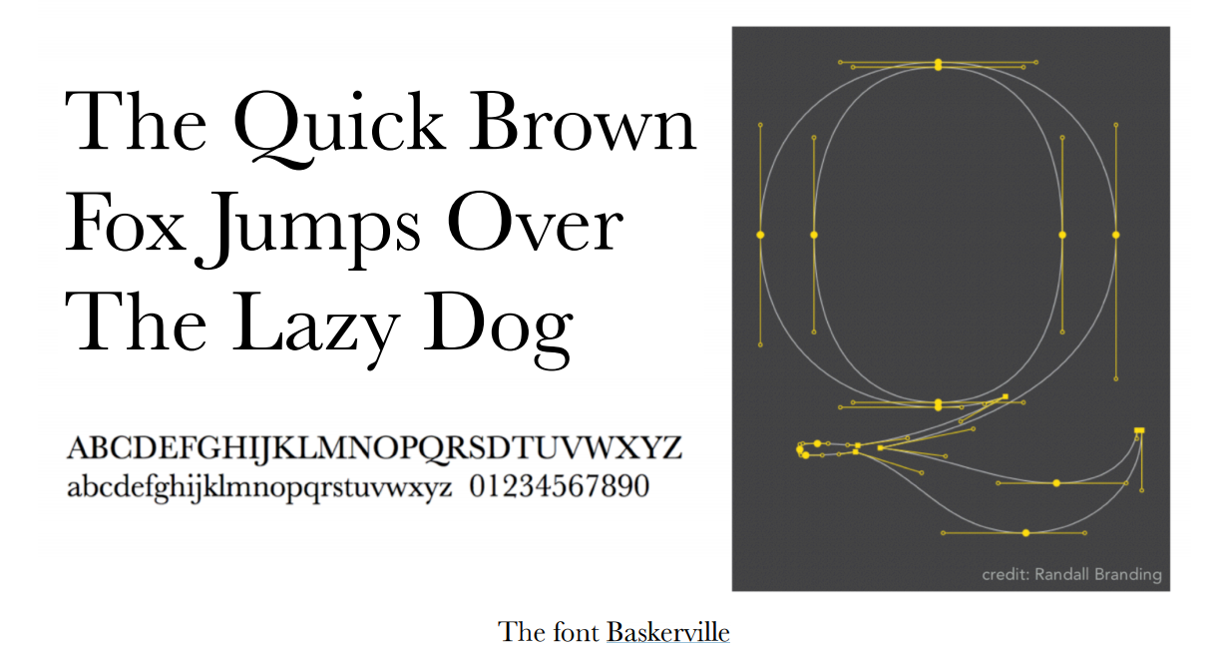 The Quick Brown
Fox Jumps Over
The Lazy Dog
ABCDEFGHIJKLMNOPQRSDTUVWXYZ
abcdefghijklmnopqrstuvwxyz 01234567890
credit: Randall Branding
The font Baskerville